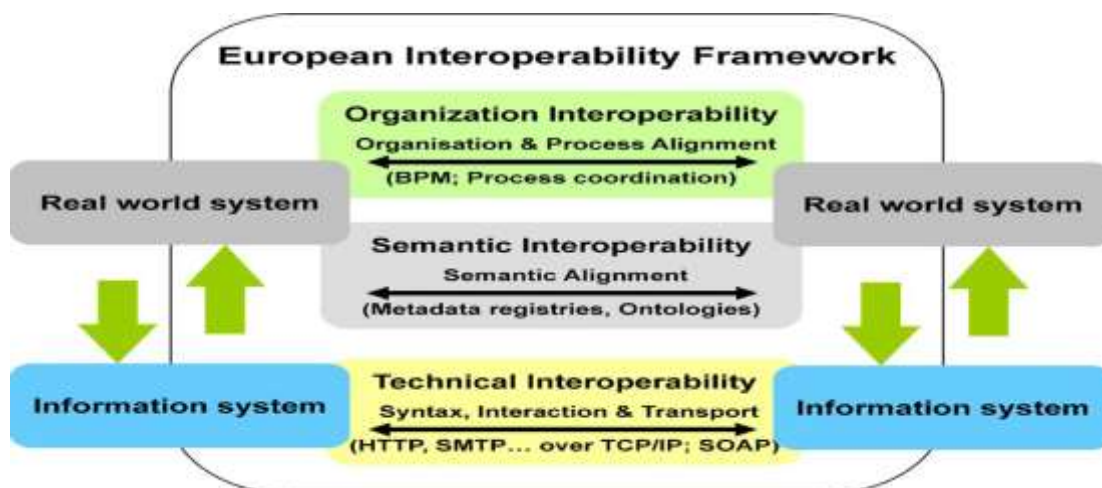 European Interoperability Framework
Organization Interoperability
Organisation & Process Alignment
(BPM; Process coordination)
Real world system
Real world system
Semantic Interoperability
Semantic Alignment
(Metadata registries, Ontologies)
Technical Interoperability
Information system
Syntax, Interaction & Transport
Information system
(HTTP, SMTP... over TCP/IP; SOAP)